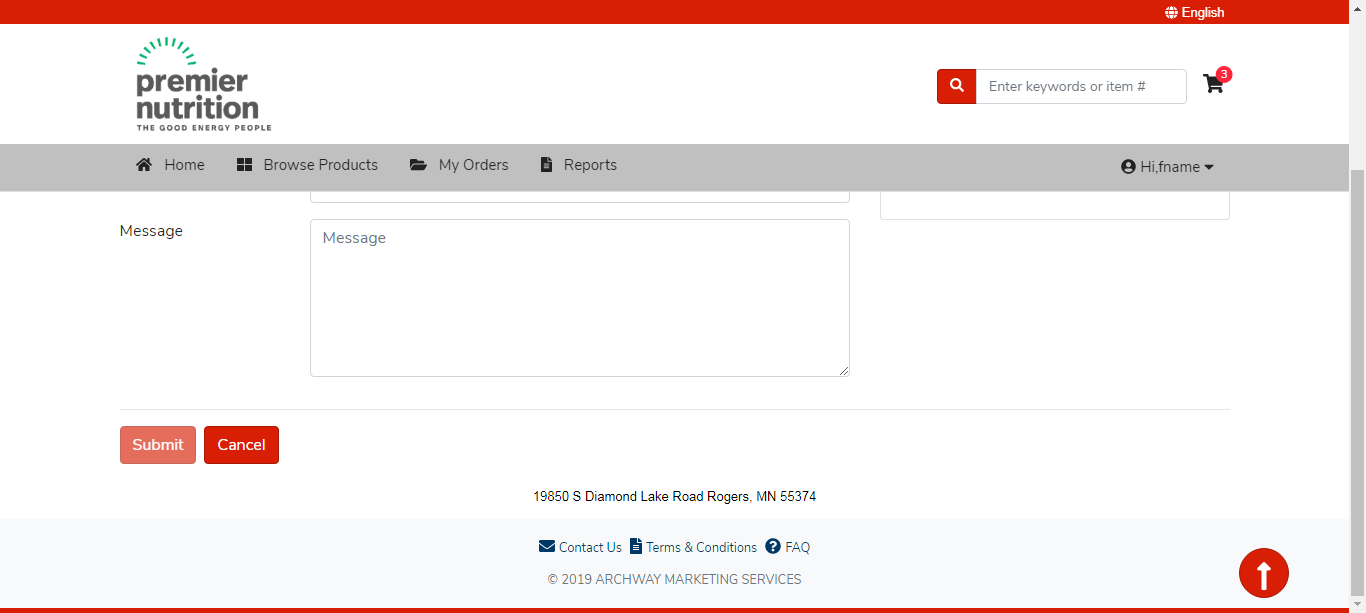 English
premier
nutrition
THE GOOD ENERGY PEOPLE
Enter keywords or item #
3
Home Browse Products My Orders Reports Hi,fname
Message
Message
Submit Cancel
19850 S Diamond Lake Road Rogers, MN 55374
Contact Us Terms & Conditions FAQ
© 2019 ARCHWAY MARKETING SERVICES